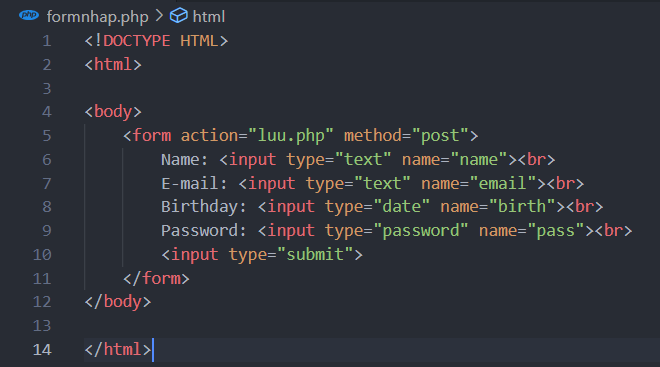 php formnhap.php > html
1 <!DOCTYPE HTML>
2 <html>
3
4 <body>
5     <form action="luu.php" method="post">
6         Name: <input type="text" name="name"><br>
7         E-mail: <input type="text" name="email"><br>
8         Birthday: <input type="date" name="birth"><br>
9         Password: <input type="password" name="pass"><br>
10         <input type="submit">
11     </form>
12 </body>
13
14 </html>